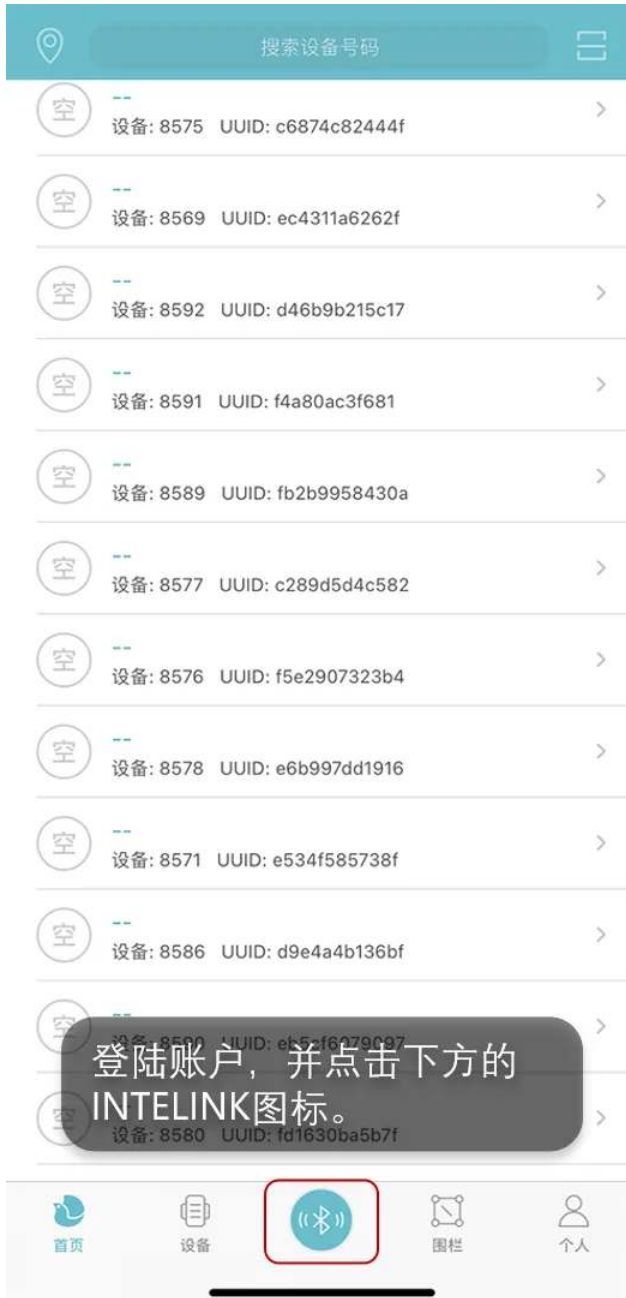 搜索设备号码
空
--
设备: 8575 UUID: c6874c82444f
空
--
设备: 8569 UUID: ec4311a6262f
空
--
设备: 8592 UUID: d46b9b215c17
空
--
设备: 8591 UUID: f4a80ac3f681
空
--
设备: 8589 UUID: fb2b9958430a
空
--
设备: 8577 UUID: c289d5d4c582
空
--
设备: 8576 UUID: f5e2907323b4
空
--
设备: 8578 UUID: e6b997dd1916
空
--
设备: 8571 UUID: e534f585738f
空
--
设备: 8586 UUID: d9e4a4b136bf
空
--
设备: 8590 UUID: eb5cf6079097
登陆账户，并点击下方的
INTELINK图标。
空
设备: 8580 UUID: fd1630ba5b7f
首页
设备
围栏
个人